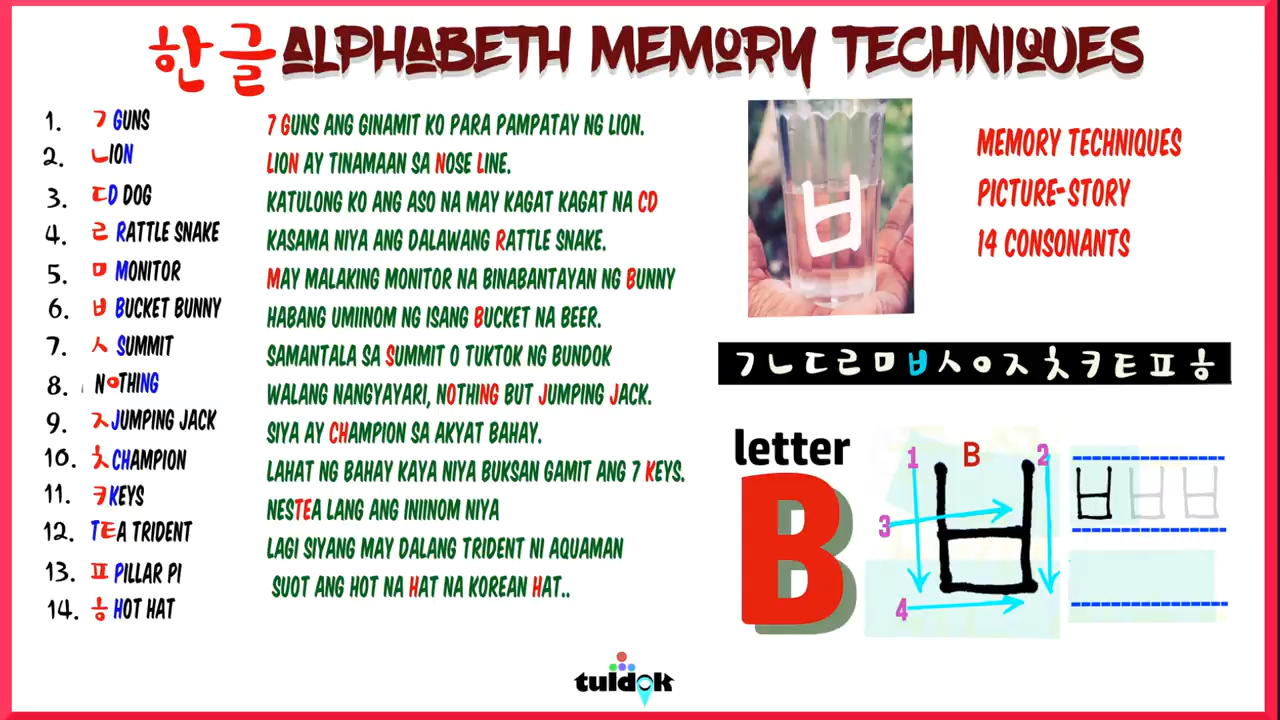 한글ALPHABETH MEMORY TECHNIQUES
1. ㄱ GUNS
2. ㄴION
3. ㄷD DOG
4. ㄹ RATTLE SNAKE
5. ㅁ MONITOR
6. ㅂ BUCKET BUNNY
7. ㅅ SUMMIT
8. NㅇTHING
9. ㅈJUMPING JACK
10. ㅊCHAMPION
11. ㅋKEYS
12. TㅌA TRIDENT
13. ㅍ PILLAR PI
14. ㅎ HOT HAT
7 GUNS ANG GINAMIT KO PARA PAMPATAY NG LION.
LION AY TINAMAAN SA NOSE LINE.
KATULONG KO ANG ASO NA MAY KAGAT KAGAT NA CD
KASAMA NIYA ANG DALAWANG RATTLE SNAKE.
MAY MALAKING MONITOR NA BINABANTAYAN NG BUNNY
HABANG UMIINOM NG ISANG BUCKET NA BEER.
SAMANTALA SA SUMMIT O TUKTOK NG BUNDOK
WALANG NANGYAYARI, NOTHING BUT JUMPING JACK.
SIYA AY CHAMPION SA AKYAT BAHAY.
LAHAT NG BAHAY KAYA NIYA BUKSAN GAMIT ANG 7 KEYS.
NESTEA LANG ANG INIINOM NIYA
LAGI SIYANG MAY DALANG TRIDENT NI AQUAMAN
SUOT ANG HOT NA HAT NA KOREAN HAT..
ㅂ
MEMORY TECHNIQUES
PICTURE-STORY
14 CONSONANTS
ㄱㄴㄷㄹㅁㅂㅅㅇㅈㅊㅋㅌㅍㅎ
letter
B
1 B 2
3
4
ㅂ
ㅂ ㅂ ㅂ
tuldok